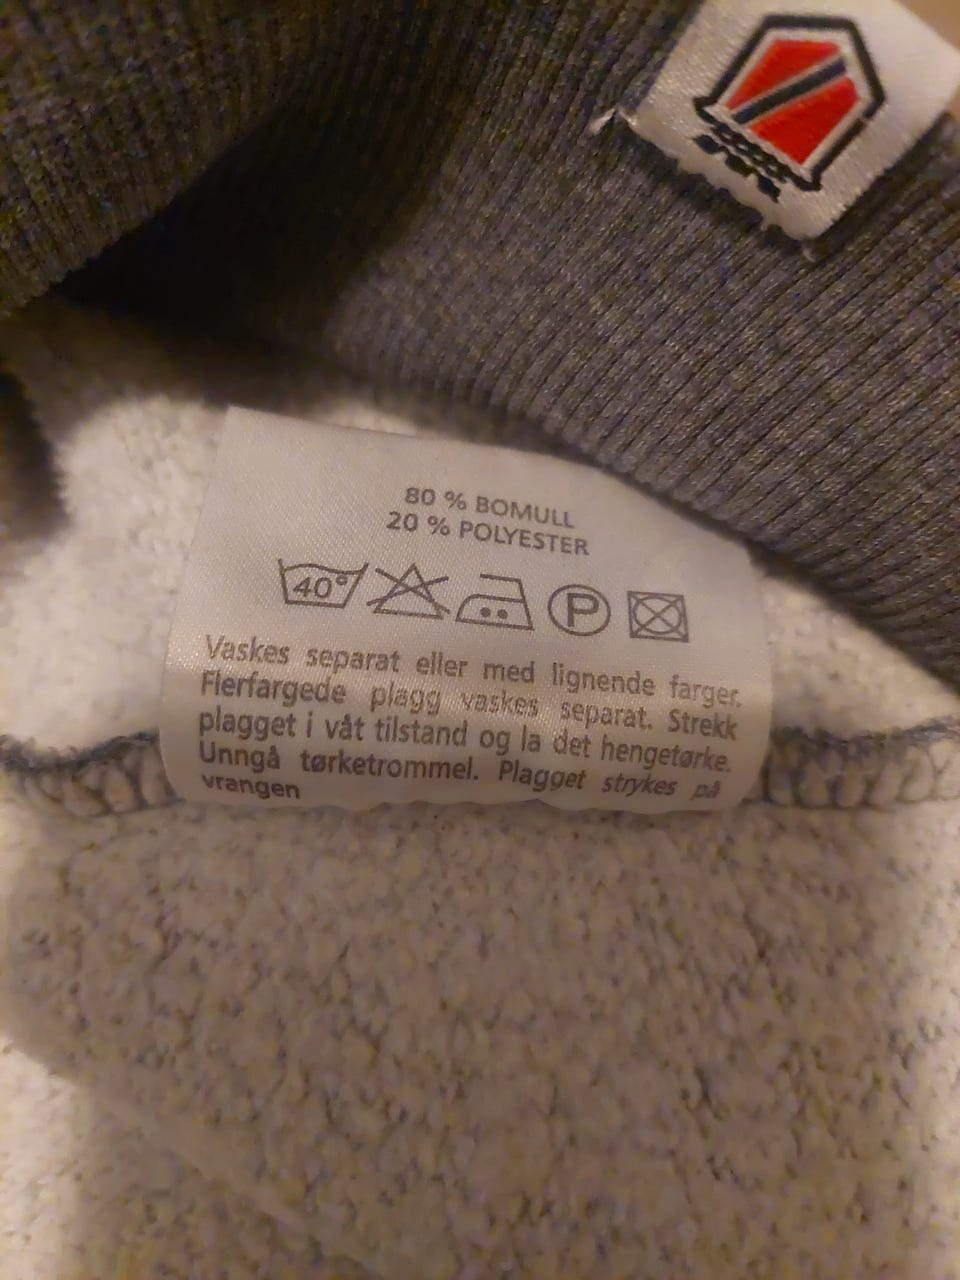 80 % BOMULL
20 % POLYESTER
40° P
Vaskes separat eller med lignende farger.
Flerfargede plagg vaskes separat. Strekk
plagget i våt tilstand og la det hengetørke.
Unngå tørketrommel. Plagget strykes på
vrangen